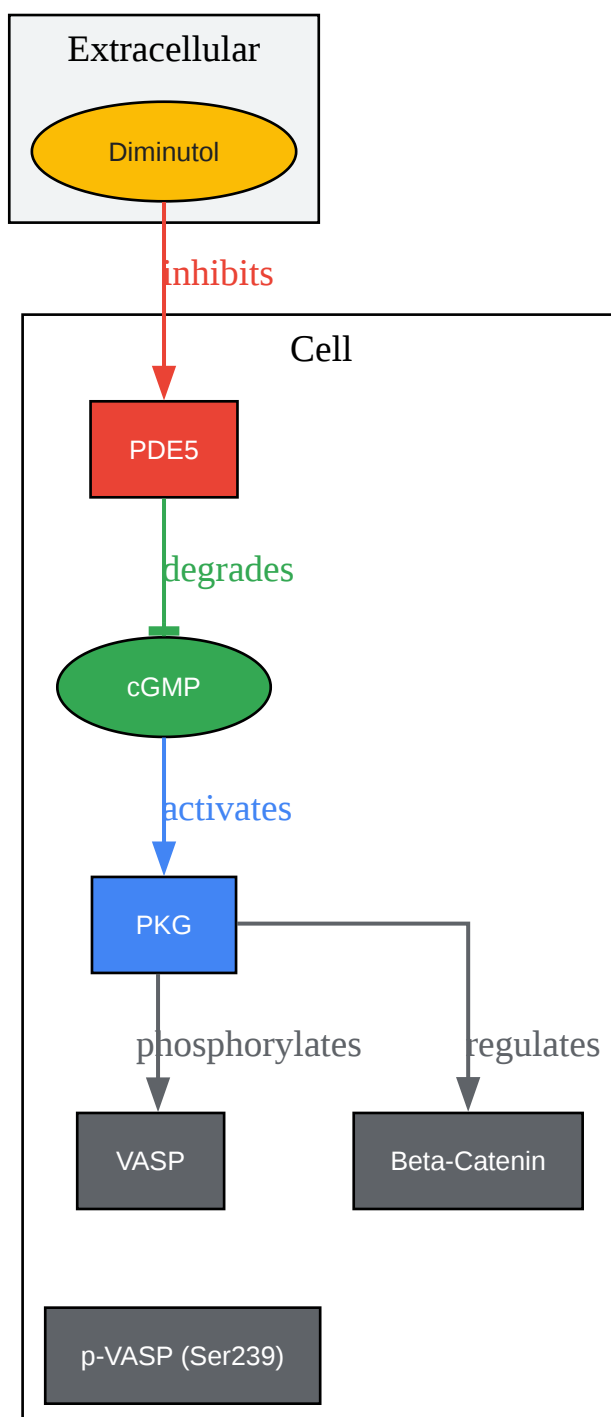 Extracellular
Diminutol
inhibits
Cell
PDE5
degrades
cGMP
activates
PKG
phosphorylates
regulates
VASP
Beta-Catenin
p-VASP (Ser239)